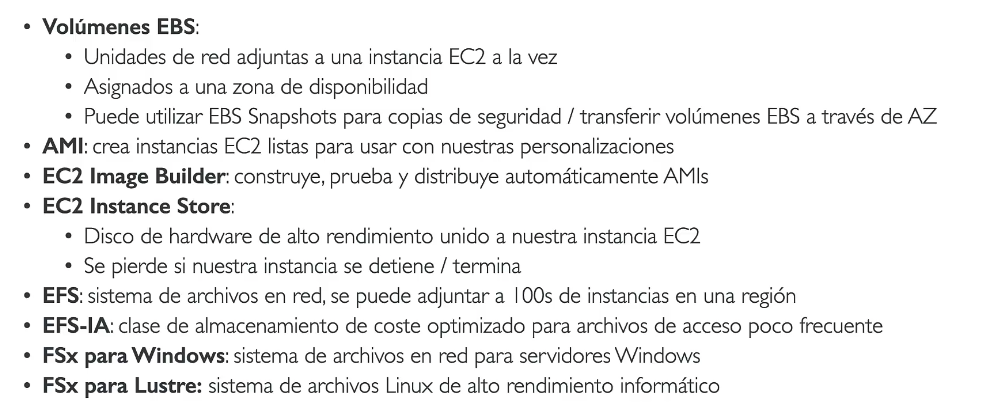 • Volúmenes EBS:
• Unidades de red adjuntas a una instancia EC2 a la vez
• Asignados a una zona de disponibilidad
• Puede utilizar EBS Snapshots para copias de seguridad / transferir volúmenes EBS a través de AZ
• AMI: crea instancias EC2 listas para usar con nuestras personalizaciones
• EC2 Image Builder: construye, prueba y distribuye automáticamente AMIs
• EC2 Instance Store:
• Disco de hardware de alto rendimiento unido a nuestra instancia EC2
• Se pierde si nuestra instancia se detiene / termina
• EFS: sistema de archivos en red, se puede adjuntar a 100s de instancias en una región
• EFS-IA: clase de almacenamiento de coste optimizado para archivos de acceso poco frecuente
• FSx para Windows: sistema de archivos en red para servidores Windows
• FSx para Lustre: sistema de archivos Linux de alto rendimiento informático